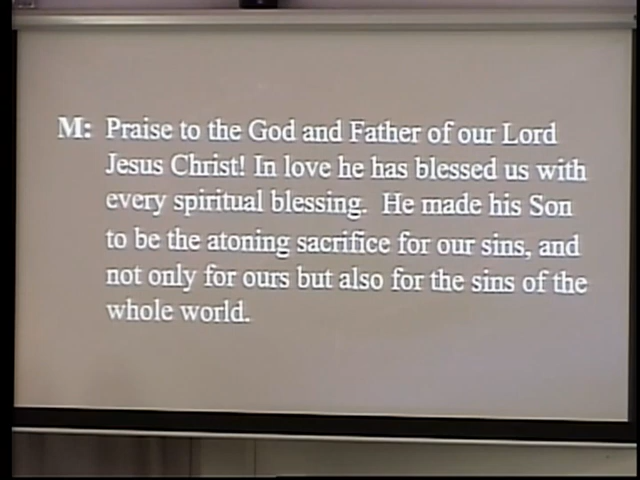 M: Praise to the God and Father of our Lord
Jesus Christ! In love he has blessed us with
every spiritual blessing. He made his Son
to be the atoning sacrifice for our sins, and
not only for ours but also for the sins of the
whole world.